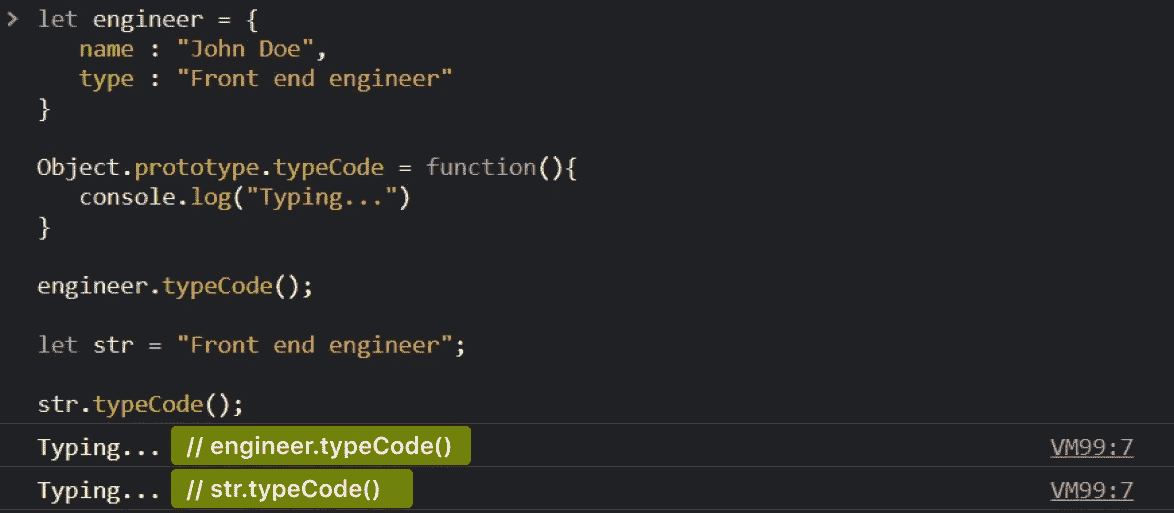 > let engineer = {
name : "John Doe",
type : "Front end engineer"
}
Object.prototype.typeCode = function(){
console.log("Typing...")
}
engineer.typeCode();
let str = "Front end engineer";
str.typeCode();
Typing... // engineer.typeCode() VM99:7
Typing... // str.typeCode() VM99:7